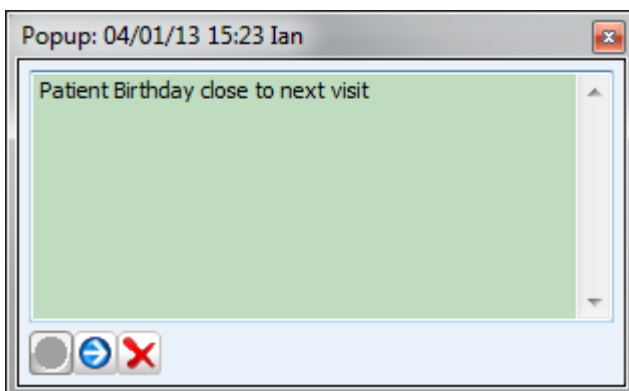 Popup: 04/01/13 15:23 Ian
Patient Birthday close to next visit